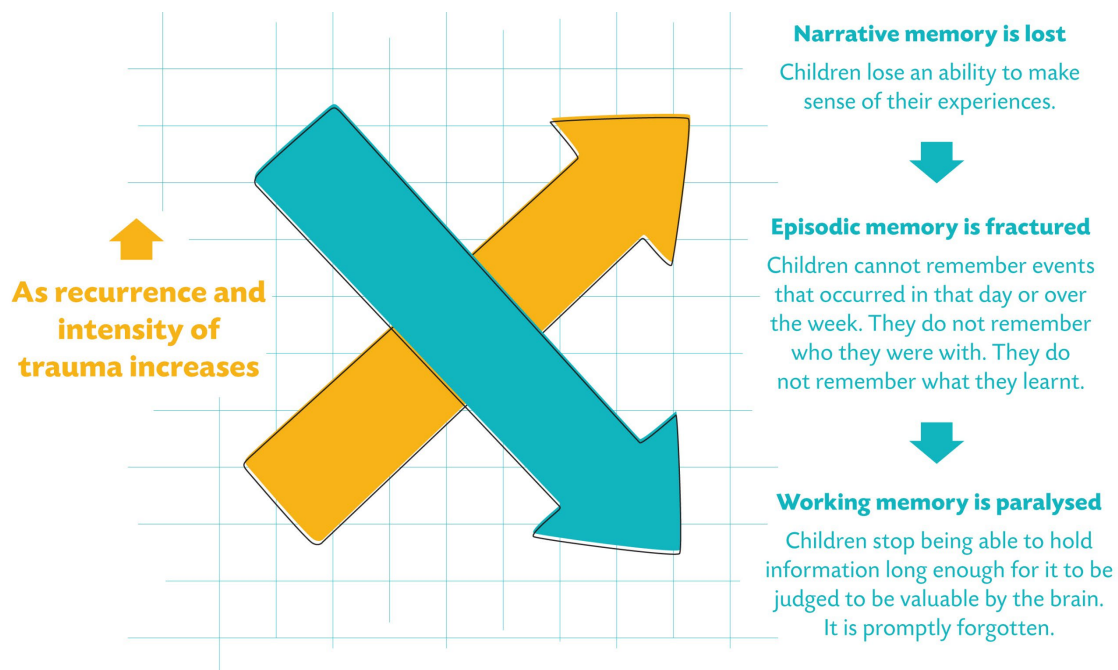 As recurrence and
intensity of
trauma increases
Narrative memory is lost
Children lose an ability to make
sense of their experiences.
Episodic memory is fractured
Children cannot remember events
that occurred in that day or over
the week. They do not remember
who they were with. They do
not remember what they learnt.
Working memory is paralysed
Children stop being able to hold
information long enough for it to be
judged to be valuable by the brain.
It is promptly forgotten.